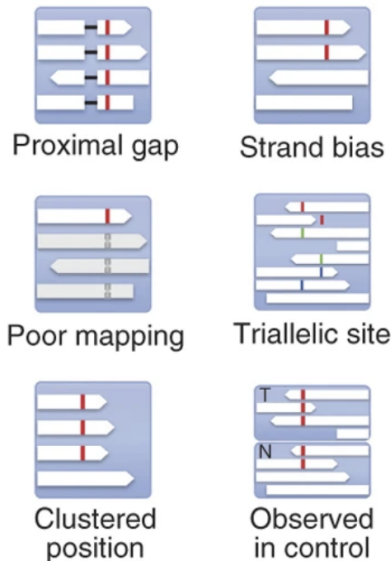 Proximal gap
Strand bias
Poor mapping
Triallelic site
Clustered
position
T
N
Observed
in control